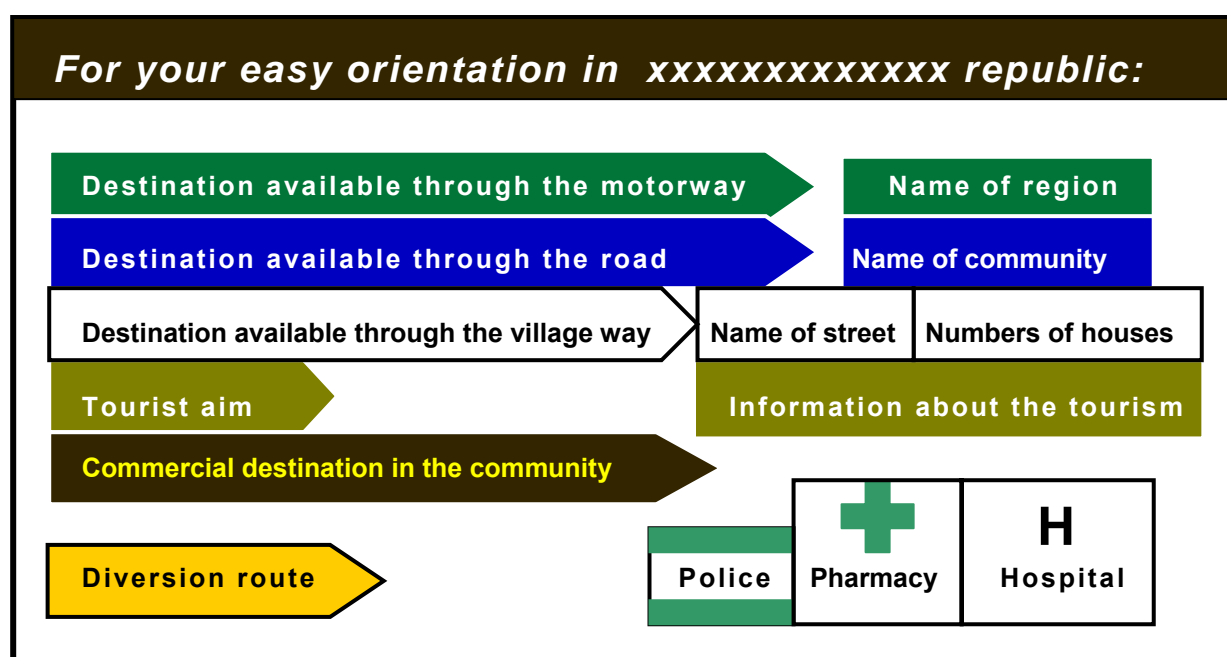 For your easy orientation in xxxxxxxxxxxxx republic:
Destination available through the motorway
Name of region
Destination available through the road
Name of community
Destination available through the village way
Name of street
Numbers of houses
Tourist aim
Information about the tourism
Commercial destination in the community
H
Diversion route
Police
Pharmacy
Hospital